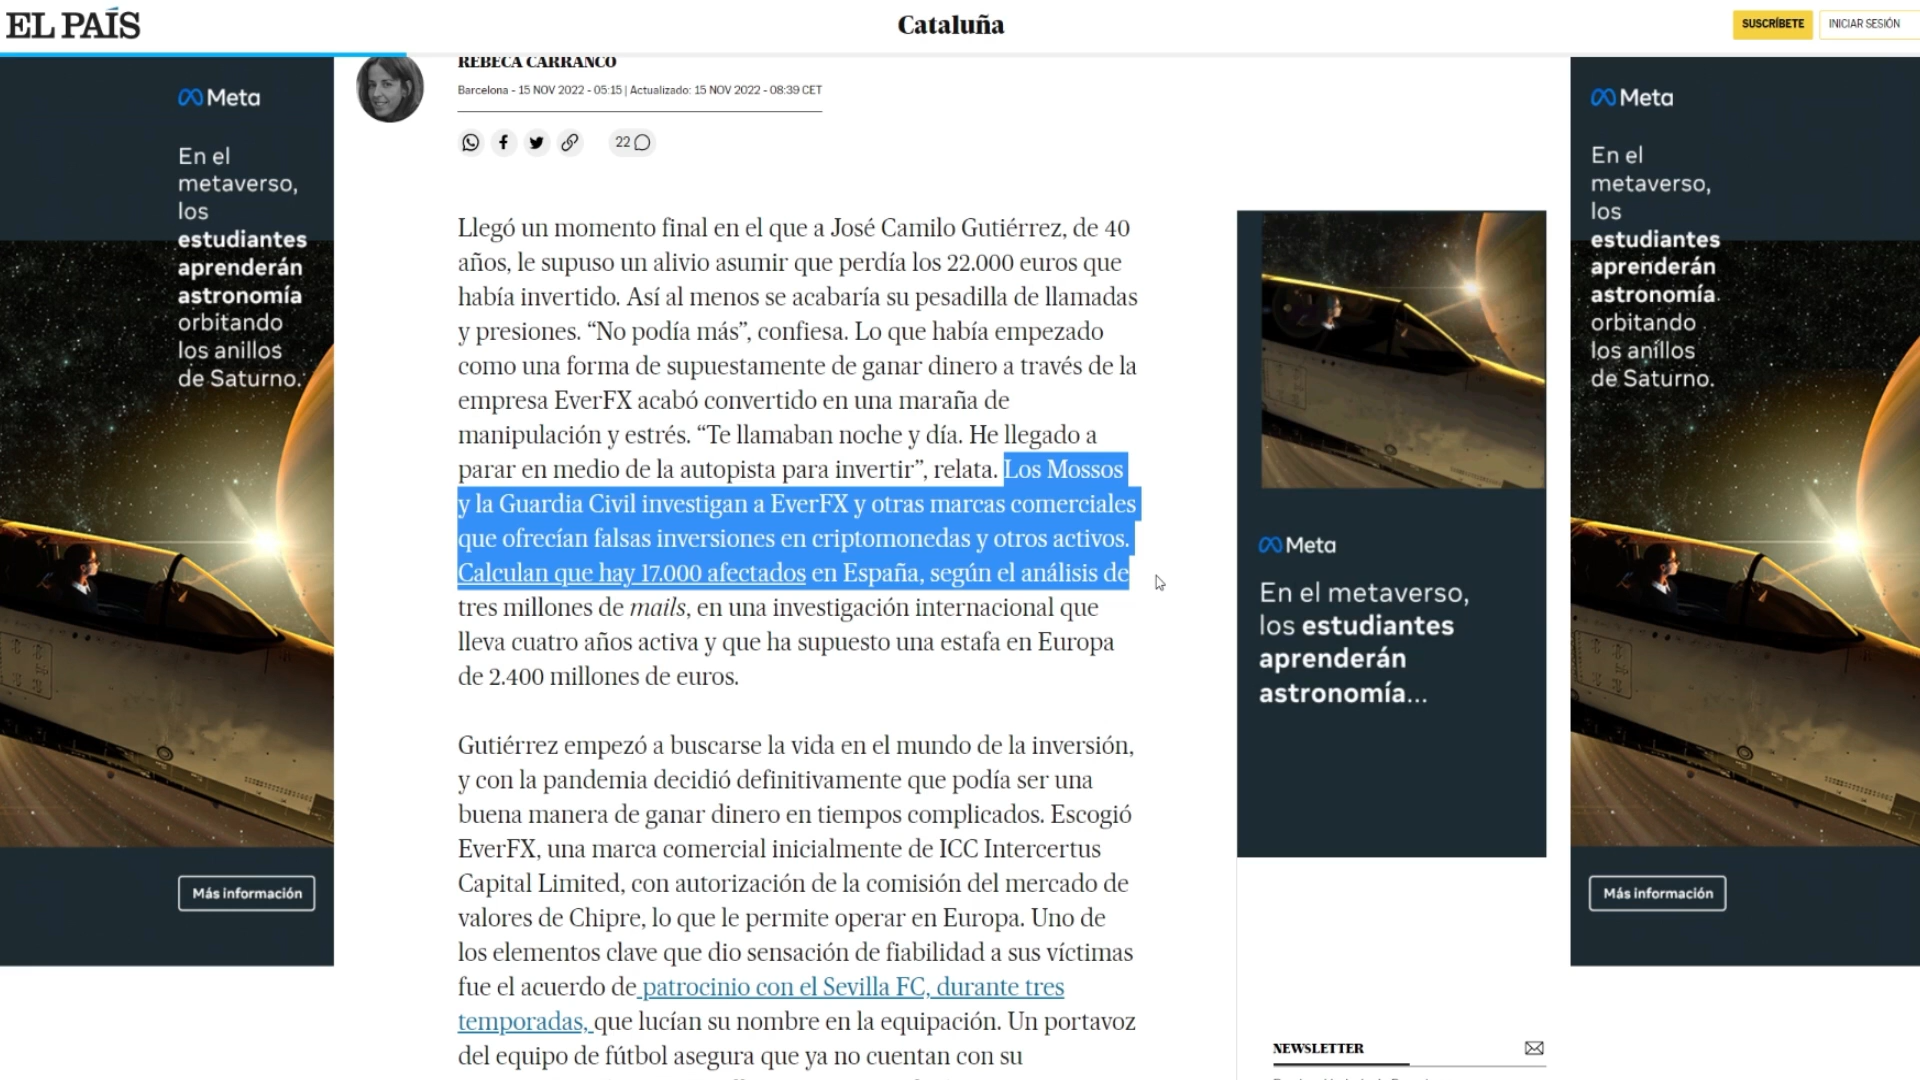 EL PAÍS
Cataluña
SUSCRÍBETE
INICIAR SESIÓN
REBECA CARRANCO
Barcelona - 15 NOV 2022 - 05:15 | Actualizado: 15 NOV 2022 - 08:39 CET
22
Llegó un momento final en el que a José Camilo Gutiérrez, de 40
años, le supuso un alivio asumir que perdía los 22.000 euros que
había invertido. Así al menos se acabaría su pesadilla de llamadas
y presiones. “No podía más”, confiesa. Lo que había empezado
como una forma de supuestamente de ganar dinero a través de la
empresa EverFX acabó convertido en una maraña de
manipulación y estrés. “Te llamaban noche y día. He llegado a
parar en medio de la autopista para invertir”, relata. Los Mossos
y la Guardia Civil investigan a EverFX y otras marcas comerciales
que ofrecían falsas inversiones en criptomonedas y otros activos.
Calculan que hay 17.000 afectados en España, según el análisis de
tres millones de mails, en una investigación internacional que
lleva cuatro años activa y que ha supuesto una estafa en Europa
de 2.400 millones de euros.
Gutiérrez empezó a buscarse la vida en el mundo de la inversión,
y con la pandemia decidió definitivamente que podía ser una
buena manera de ganar dinero en tiempos complicados. Escogió
EverFX, una marca comercial inicialmente de ICC Intercertus
Capital Limited, con autorización de la comisión del mercado de
valores de Chipre, lo que le permite operar en Europa. Uno de
los elementos clave que dio sensación de fiabilidad a sus víctimas
fue el acuerdo de patrocinio con el Sevilla FC, durante tres
temporadas, que lucían su nombre en la equipación. Un portavoz
del equipo de fútbol asegura que ya no cuentan con su
Meta
En el
metaverso,
los
estudiantes
aprenderán
astronomía
orbitando
los anillos
de Saturno.
Más información
Meta
En el metaverso,
los estudiantes
aprenderán
astronomía...
NEWSLETTER
Meta
En el
metaverso,
los
estudiantes
aprenderán
astronomía
orbitando
los anillos
de Saturno.
Más información